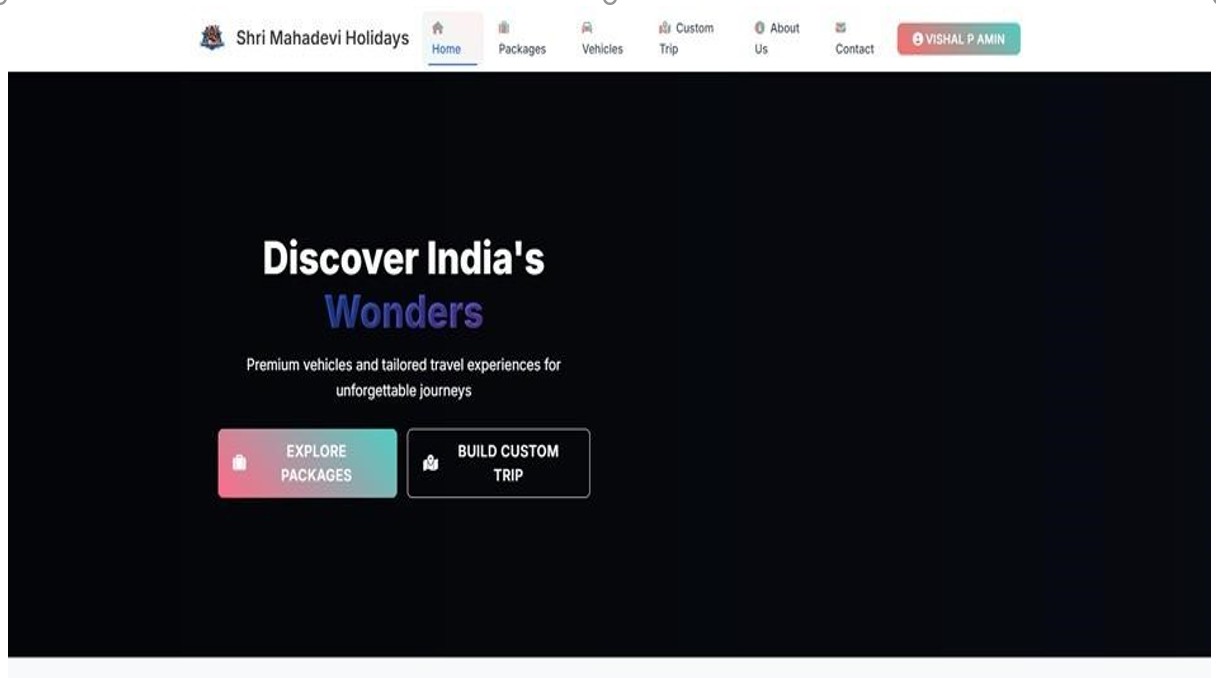 Shri Mahadevi Holidays
Home
Packages
Vehicles
Custom
Trip
About
Us
Contact
VISHAL P AMIN
Discover India's
Wonders
Premium vehicles and tailored travel experiences for
unforgettable journeys
EXPLORE
PACKAGES
BUILD CUSTOM
TRIP